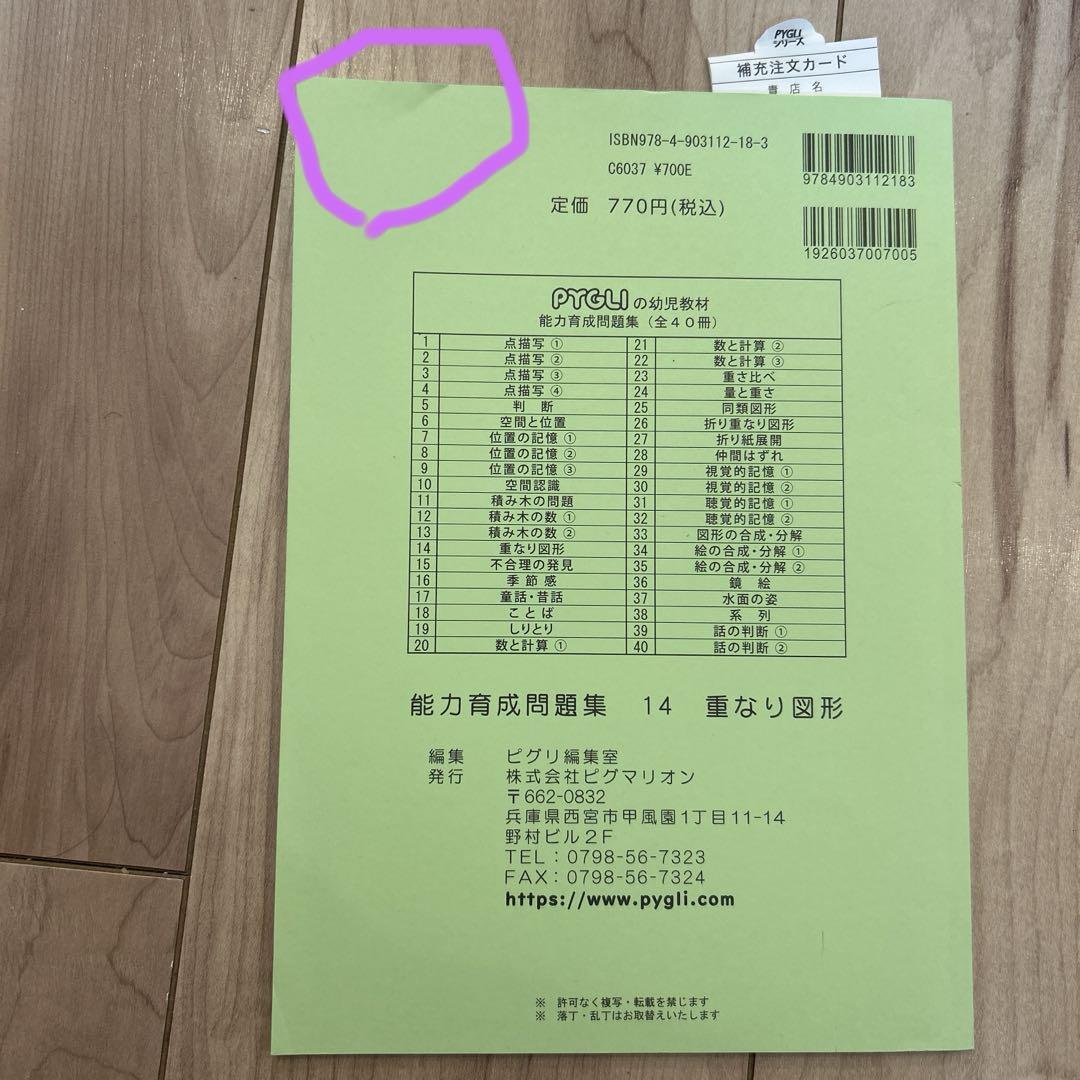 PYGLI
シリーズ
補充注文カード
書店名
ISBN978-4-903112-18-3
C6037 ¥700E
定価 770円(税込)
9784903112183
1926037007005
PYGLIの幼児教材
能力育成問題集（全40冊）
1 点描写 ① 21 数と計算 ②
2 点描写 ② 22 数と計算 ③
3 点描写 ③ 23 重さ比べ
4 点描写 ④ 24 量と重さ
5 判 断 25 同類図形
6 空間と位置 26 折り重なり図形
7 位置の記憶 ① 27 折り紙展開
8 位置の記憶 ② 28 仲間はずれ
9 位置の記憶 ③ 29 視覚的記憶 ①
10 空間認識 30 視覚的記憶 ②
11 積み木の問題 31 聴覚的記憶 ①
12 積み木の数 ① 32 聴覚的記憶 ②
13 積み木の数 ② 33 図形の合成・分解
14 重なり図形 34 絵の合成・分解 ①
15 不合理の発見 35 絵の合成・分解 ②
16 季 節 感 36 鏡 絵
17 童話・昔話 37 水面の姿
18 こ と ば 38 系 列
19 しりとり 39 話の判断 ①
20 数と計算 ① 40 話の判断 ②
能力育成問題集 14 重なり図形
編集 ピグリ編集室
発行 株式会社ピグマリオン
〒662-0832
兵庫県西宮市甲風園1丁目11-14
野村ビル2F
TEL：0798-56-7323
FAX：0798-56-7324
https://www.pygli.com
※ 許可なく複写・転載を禁じます
※ 落丁・乱丁はお取替えいたします